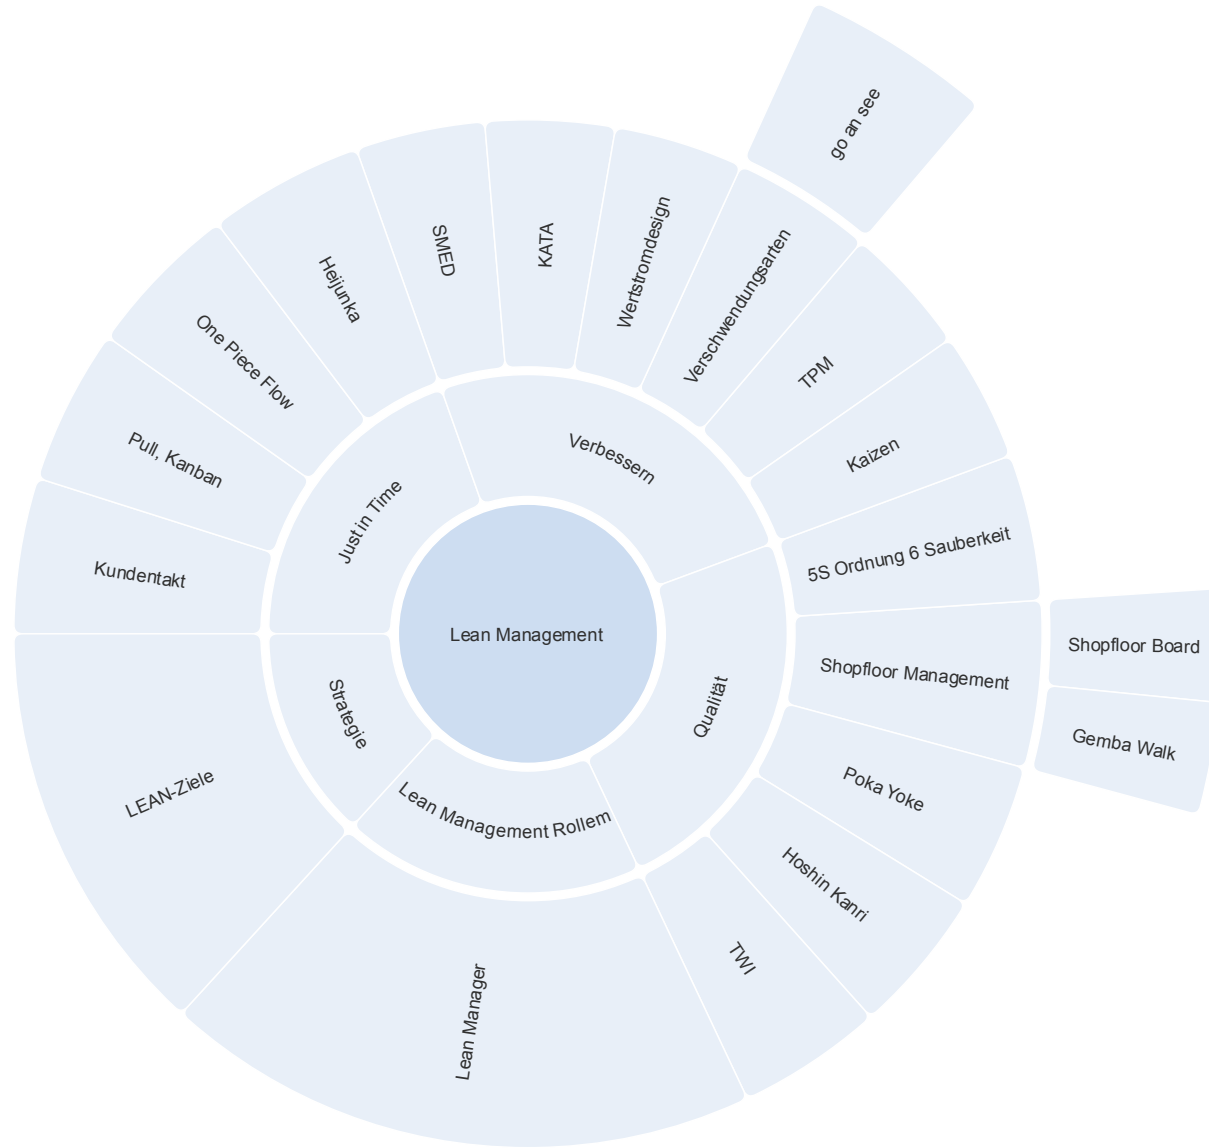 Lean Management
Verbessern
KATA
Wertstromdesign
Verschwendungsarten
go an see
TPM
Kaizen
Qualität
5S Ordnung 6 Sauberkeit
Shopfloor Management
Shopfloor Board
Gemba Walk
Poka Yoke
Hoshin Kanri
TWI
Lean Management Rollem
Lean Manager
Strategie
LEAN-Ziele
Just in Time
Kundentakt
Pull, Kanban
One Piece Flow
Heijunka
SMED